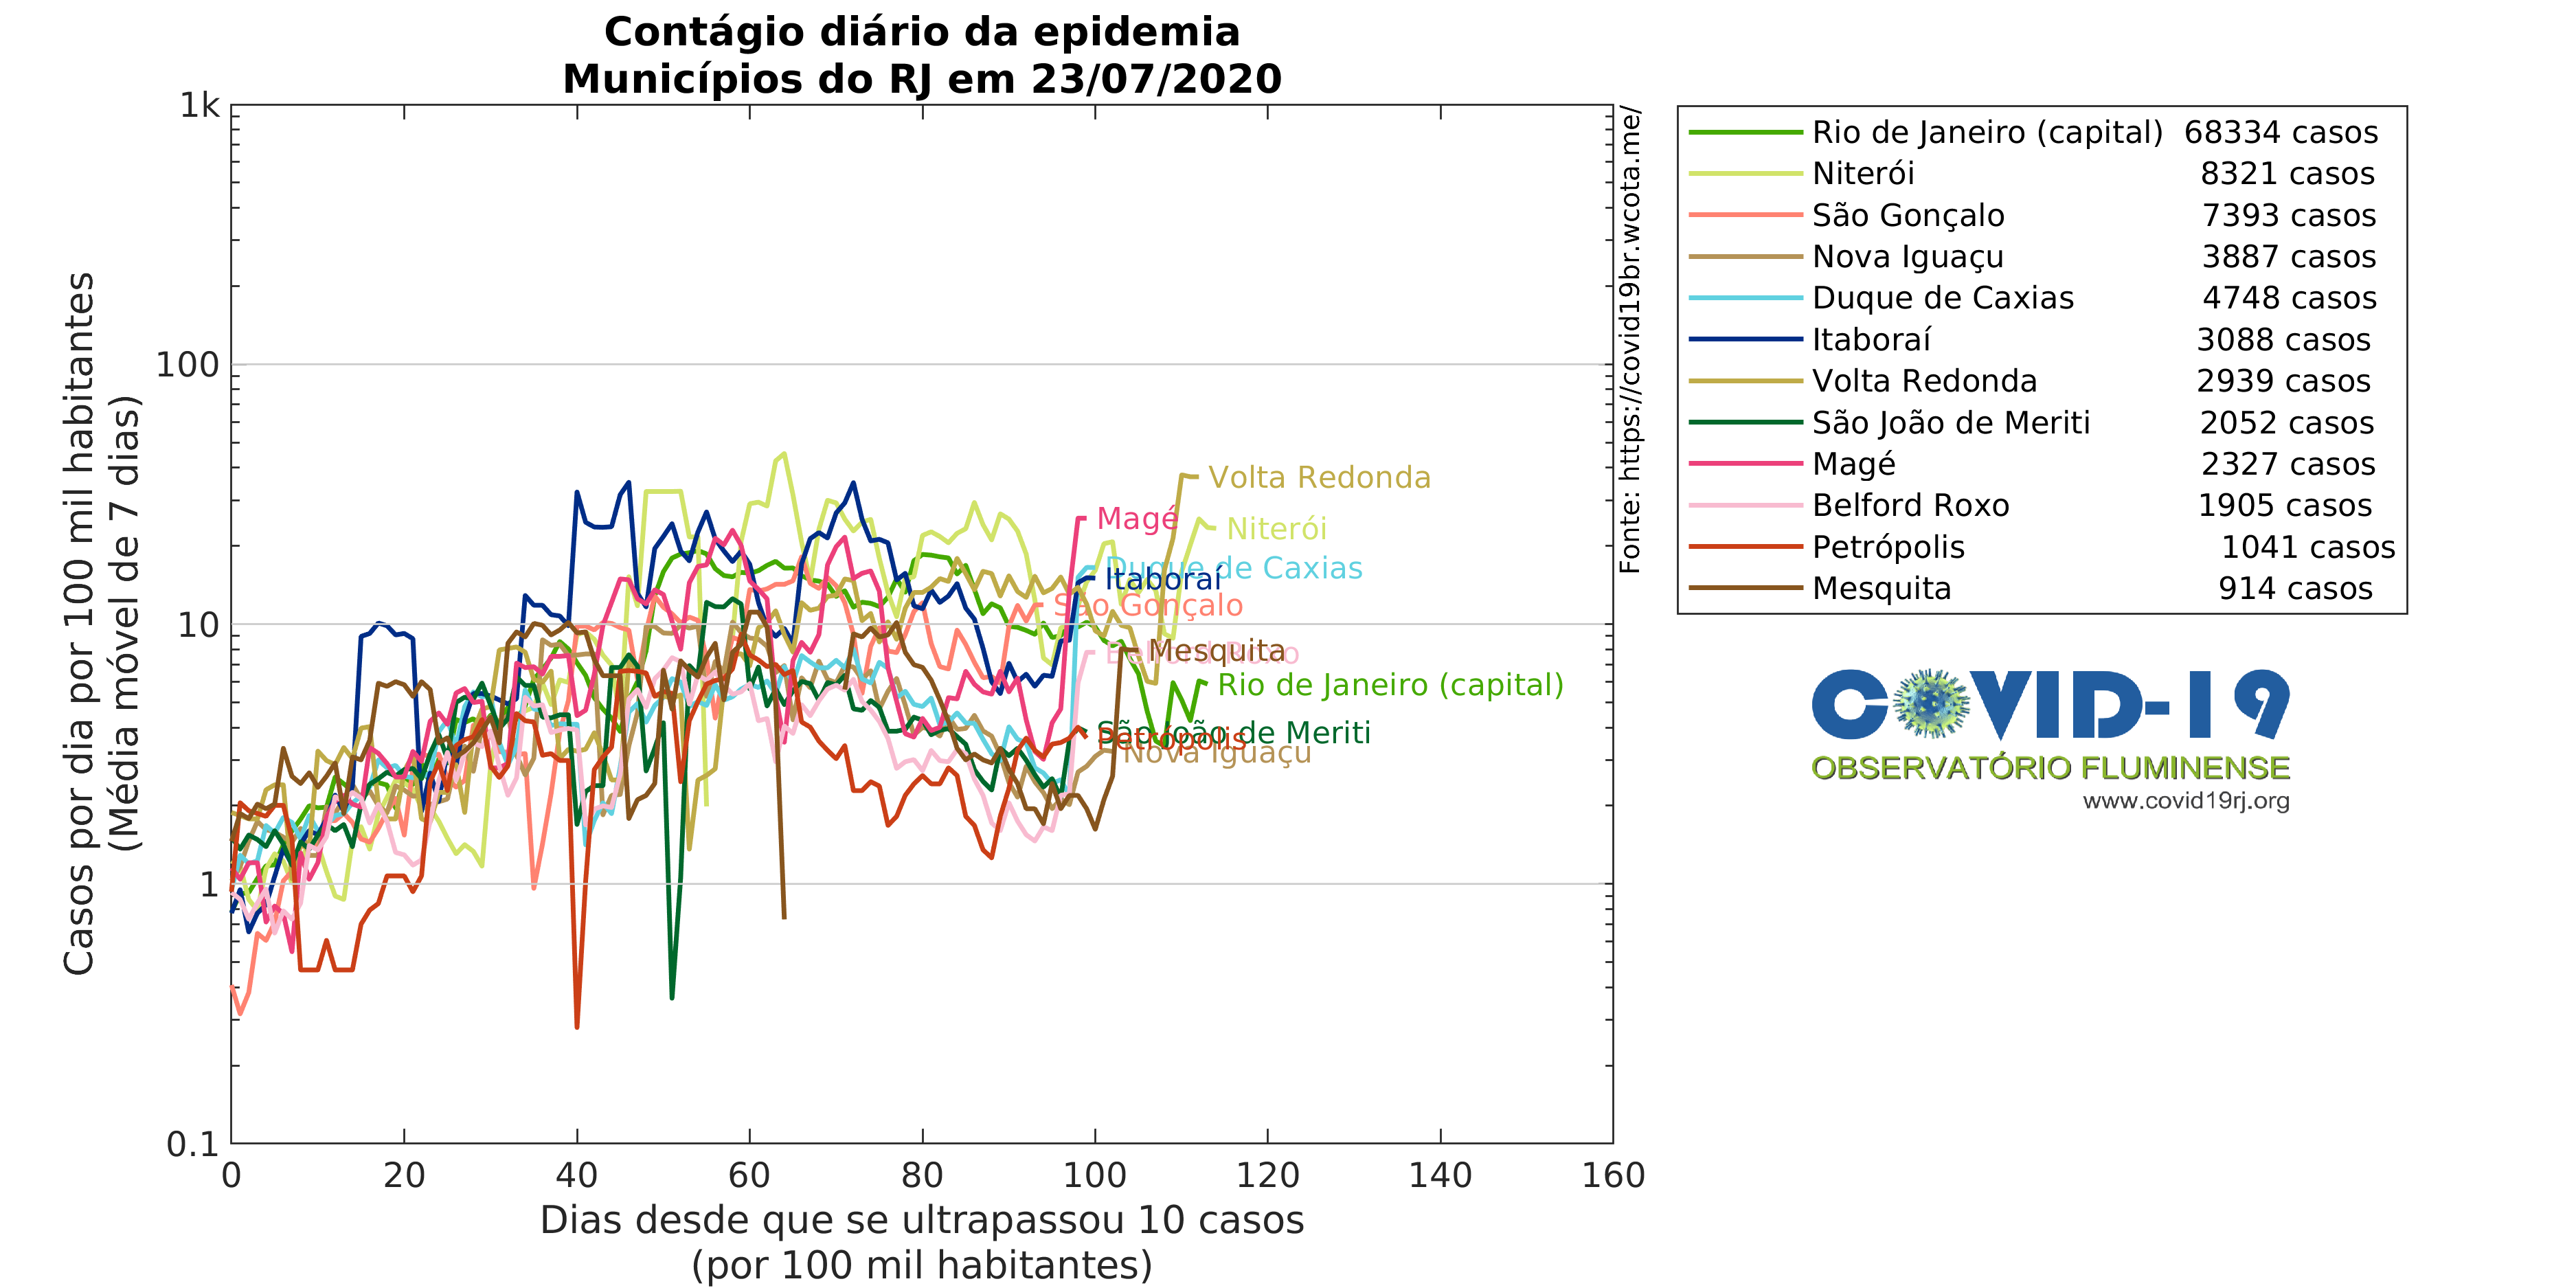 Contágio diário da epidemia
Municípios do RJ em 23/07/2020
Casos por dia por 100 mil habitantes
(Média móvel de 7 dias)
1k
100
10
1
0.1
0 20 40 60 80 100 120 140 160
Dias desde que se ultrapassou 10 casos
(por 100 mil habitantes)
Volta Redonda
Magé
Niterói
Duque de Caxias
Itaboraí
São Gonçalo
Mesquita
Belford Roxo
Rio de Janeiro (capital)
São João de Meriti
Petrópolis
Nova Iguaçu
Fonte: https://covid19br.wcota.me/
Rio de Janeiro (capital) 68334 casos
Niterói 8321 casos
São Gonçalo 7393 casos
Nova Iguaçu 3887 casos
Duque de Caxias 4748 casos
Itaboraí 3088 casos
Volta Redonda 2939 casos
São João de Meriti 2052 casos
Magé 2327 casos
Belford Roxo 1905 casos
Petrópolis 1041 casos
Mesquita 914 casos
COVID-19
OBSERVATÓRIO FLUMINENSE
www.covid19rj.org